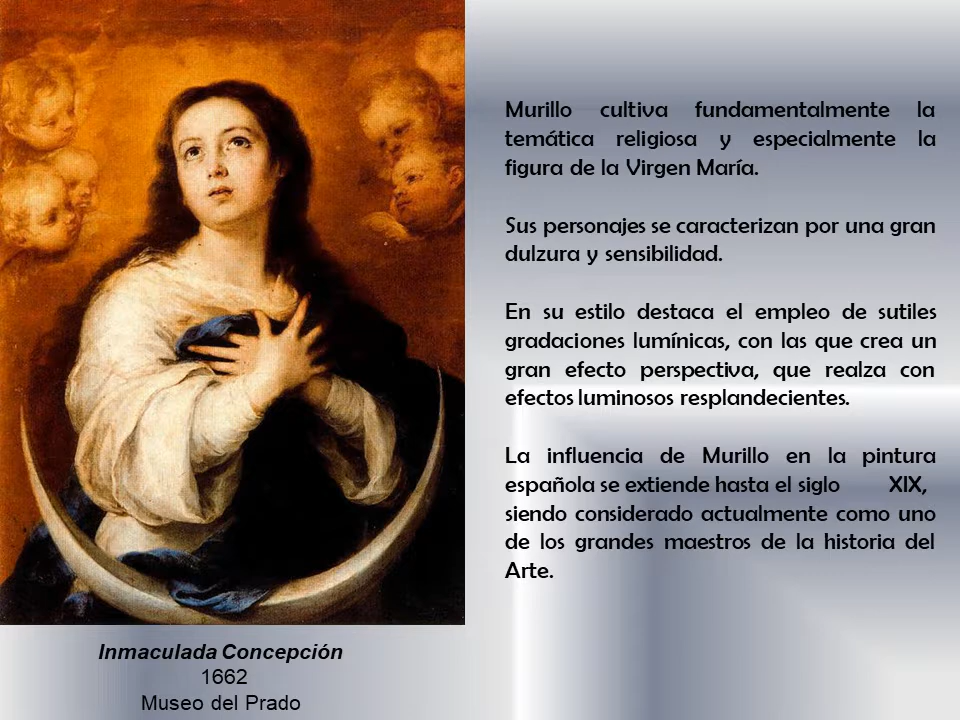 Murillo cultiva fundamentalmente la
temática religiosa y especialmente la
figura de la Virgen María.
Sus personajes se caracterizan por una gran
dulzura y sensibilidad.
En su estilo destaca el empleo de sutiles
gradaciones lumínicas, con las que crea un
gran efecto perspectiva, que realza con
efectos luminosos resplandecientes.
La influencia de Murillo en la pintura
española se extiende hasta el siglo XIX,
siendo considerado actualmente como uno
de los grandes maestros de la historia del
Arte.
Inmaculada Concepción
1662
Museo del Prado